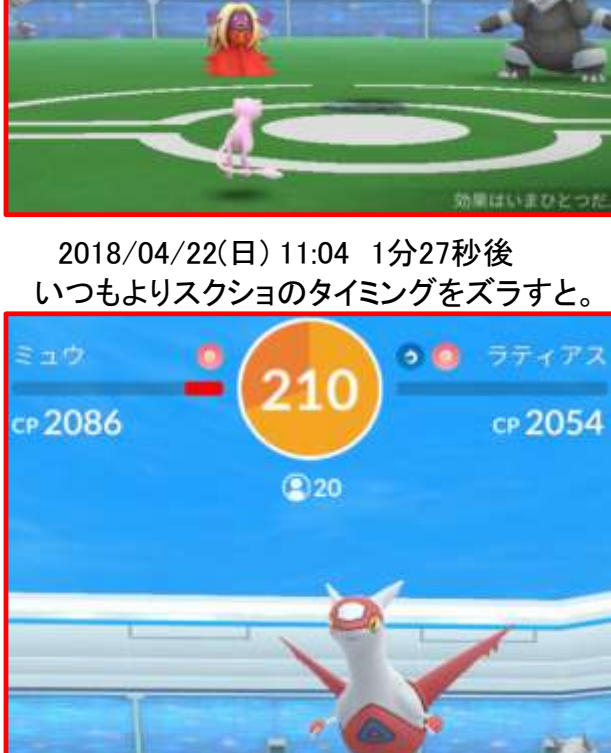 効果はいまひとつだ
2018/04/22(日) 11:04 1分27秒後
いつもよりスクショのタイミングをズラすと。
ミュウ
210
ラティアス
CP 2086
CP 2054
20